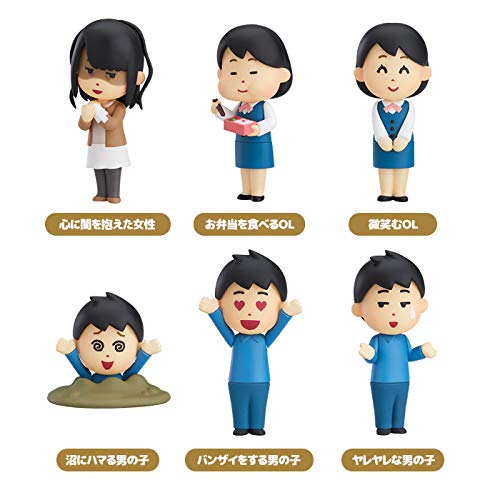 心に闇を抱えた女性
お弁当を食べるOL
微笑むOL
沼にハマる男の子
バンザイをする男の子
ヤレヤレな男の子